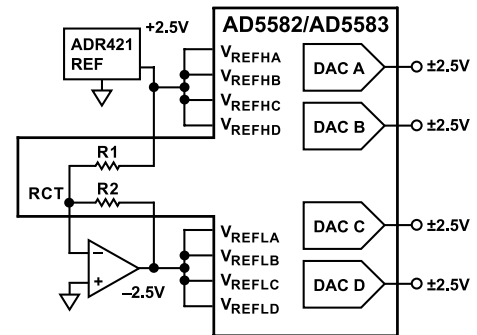 AD5582/AD5583
+2.5V
ADR421
REF
VREFHA
VREFHB
VREFHC
VREFHD
DAC A
±2.5V
DAC B
±2.5V
R1
RCT
R2
–
+
–2.5V
VREFLA
VREFLB
VREFLC
VREFLD
DAC C
±2.5V
DAC D
±2.5V